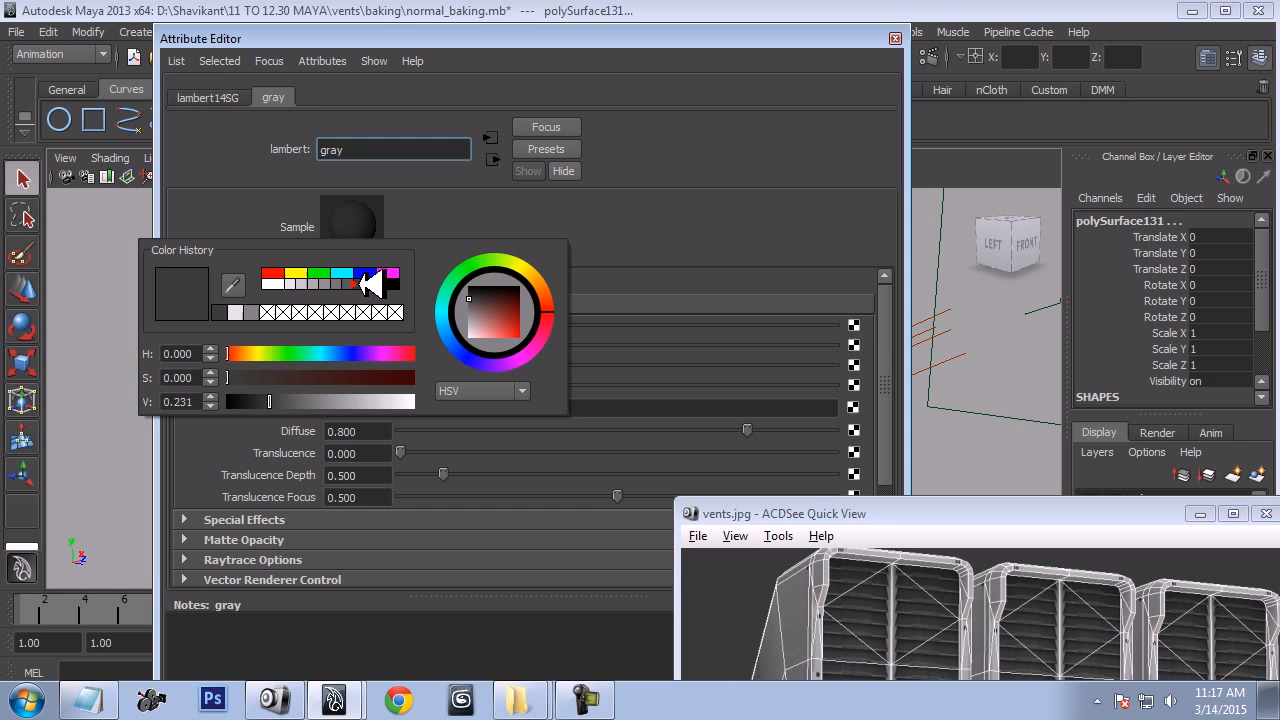 Autodesk Maya 2013 x64: D:\Shavikant\11 TO 12.30 MAYA\vents\baking\normal_baking.mb* --- polySurface131...
File Edit Modify Create
Muscle Pipeline Cache Help
Attribute Editor
List Selected Focus Attributes Show Help
Animation
X: Y: Z:
General Curves
Hair nCloth Custom DMM
lambert14SG gray
lambert: gray
Focus
Presets
Show Hide
View Shading
Sample
Channel Box / Layer Editor
Channels Edit Object Show
polySurface131 . . .
Translate X 0
Translate Y 0
Translate Z 0
Rotate X 0
Rotate Y 0
Rotate Z 0
Scale X 1
Scale Y 1
Scale Z 1
Visibility on
SHAPES
LEFT FRONT
Color History
H: 0.000
S: 0.000
V: 0.231
HSV
Diffuse 0.800
Translucence 0.000
Translucence Depth 0.500
Translucence Focus 0.500
Special Effects
Matte Opacity
Raytrace Options
Vector Renderer Control
Notes: gray
Display Render Anim
Layers Options Help
vents.jpg - ACDSee Quick View
File View Tools Help
y
x
z
2 4 6
1.00 1.00
MEL
Ps
11:17 AM
3/14/2015